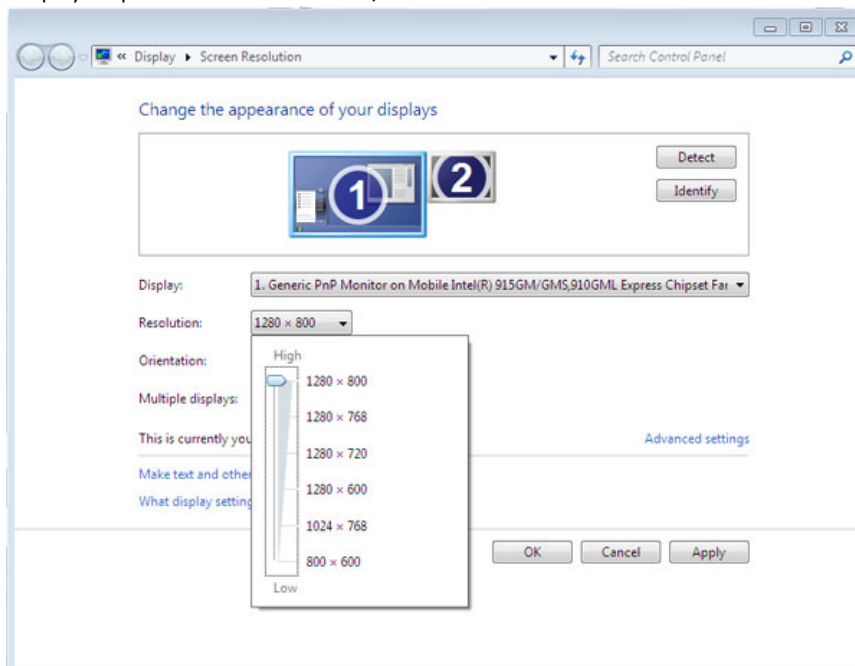 « Display ▸ Screen Resolution
Search Control Panel
Change the appearance of your displays
1
2
Detect
Identify
Display:
1. Generic PnP Monitor on Mobile Intel(R) 915GM/GMS,910GML Express Chipset Far
Resolution:
1280 × 800
Orientation:
High
1280 × 800
Multiple displays:
1280 × 768
This is currently you
Advanced settings
1280 × 720
Make text and other
1280 × 600
What display setting
1024 × 768
800 × 600
Low
OK
Cancel
Apply